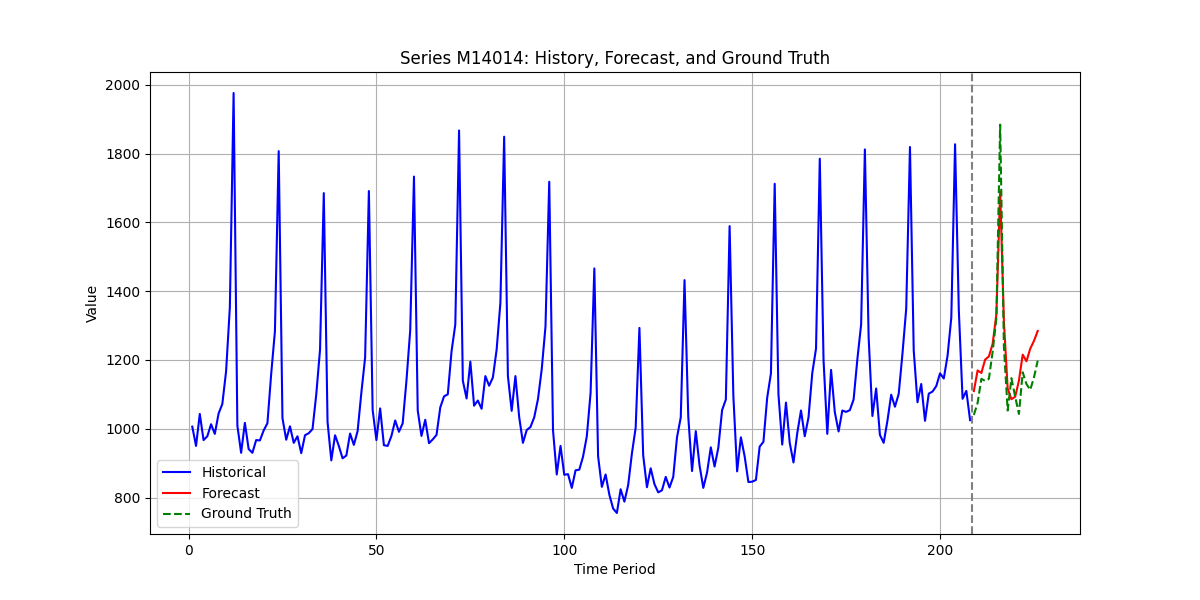 Series M14014: History, Forecast, and Ground Truth
2000
1800
1600
1400
1200
1000
800
Value
Historical
Forecast
Ground Truth
0
50
100
150
200
Time Period